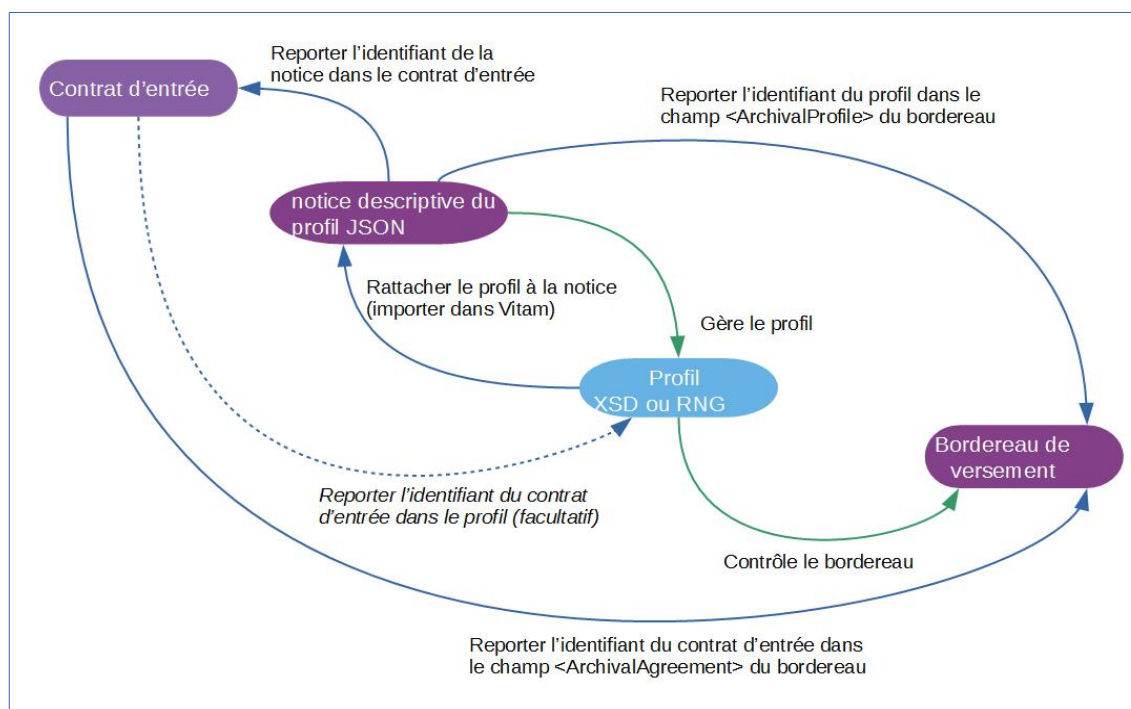 Reporter l’identifiant de la
notice dans le contrat d’entrée
Contrat d’entrée
Reporter l’identifiant du profil dans le
champ <ArchivalProfile> du bordereau
notice descriptive du
profil JSON
Rattacher le profil à la notice
(importer dans Vitam)
Gère le profil
Profil
XSD ou RNG
Bordereau de
versement
Reporter l’identifiant du contrat
d’entrée dans le profil (facultatif)
Contrôle le bordereau
Reporter l’identifiant du contrat d’entrée dans
le champ <ArchivalAgreement> du bordereau